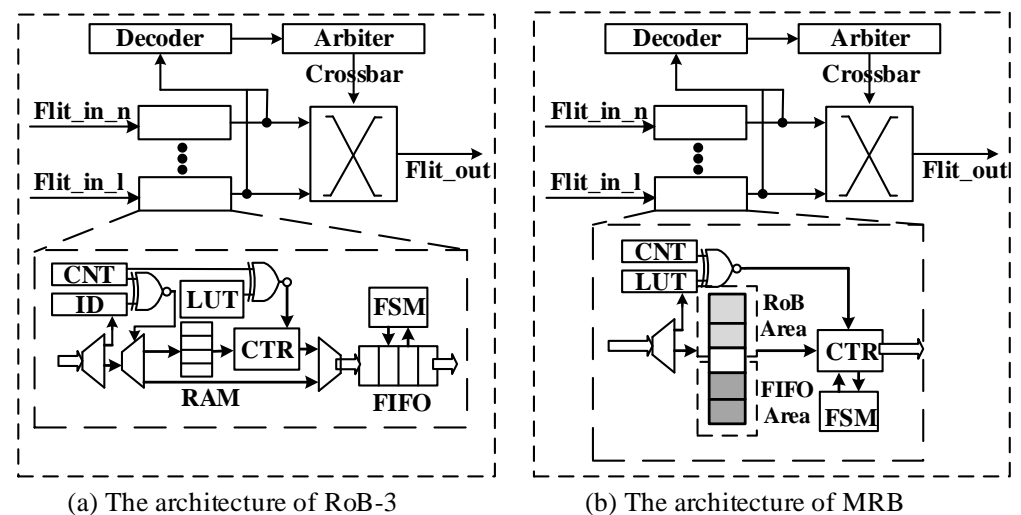 Decoder
Arbiter
Crossbar
Flit_in_n
Flit_in_l
Flit_out
CNT
ID
LUT
FSM
CTR
RAM
FIFO
(a) The architecture of RoB-3
Decoder
Arbiter
Crossbar
Flit_in_n
Flit_in_l
Flit_out
CNT
LUT
RoB
Area
CTR
FIFO
Area
FSM
(b) The architecture of MRB